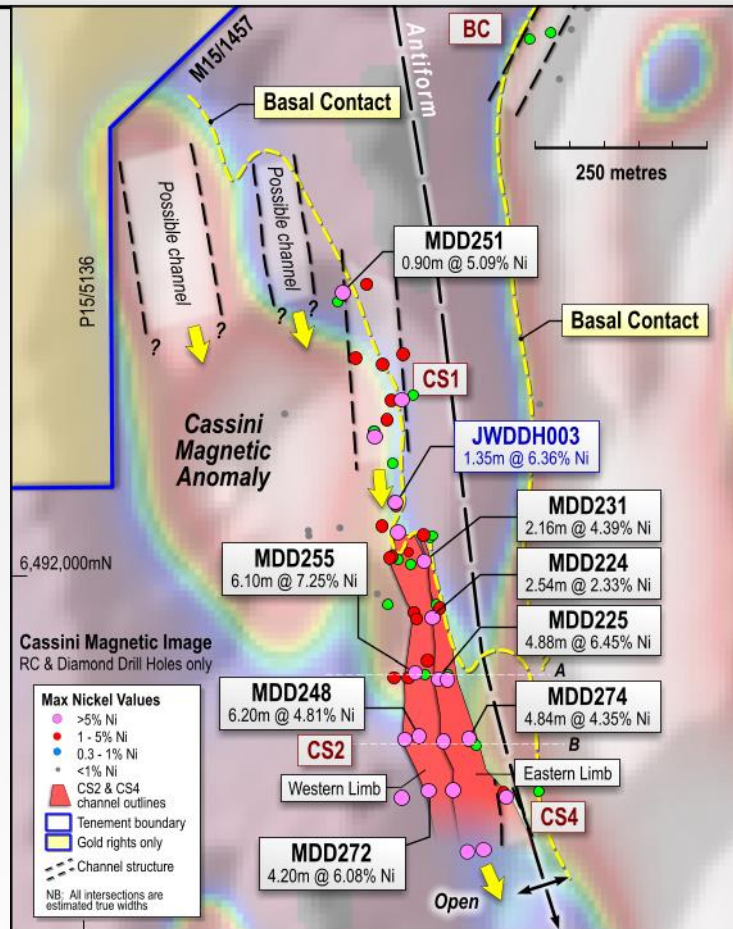 M15/1457
BC
Antiform
Basal Contact
250 metres
P15/5136
Possible channel
Possible channel
MDD251
0.90m @ 5.09% Ni
?
?
?
?
Basal Contact
CS1
Cassini
Magnetic
Anomaly
JWDDH003
1.35m @ 6.36% Ni
MDD231
2.16m @ 4.39% Ni
MDD255
6.10m @ 7.25% Ni
6,492,000mN
MDD224
2.54m @ 2.33% Ni
MDD225
4.88m @ 6.45% Ni
A
Cassini Magnetic Image
RC & Diamond Drill Holes only
MDD248
6.20m @ 4.81% Ni
MDD274
4.84m @ 4.35% Ni
B
CS2
Western Limb
Eastern Limb
CS4
MDD272
4.20m @ 6.08% Ni
Open
Max Nickel Values
>5% Ni
1 - 5% Ni
0.3 - 1% Ni
<1% Ni
CS2 & CS4
channel outlines
Tenement boundary
Gold rights only
Channel structure
NB: All intersections are
estimated true widths